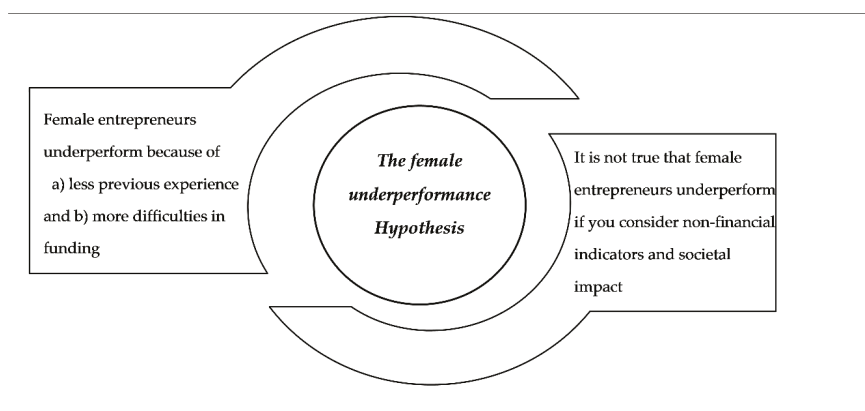 Female entrepreneurs
underperform because of
a) less previous experience
and b) more difficulties in
funding
The female
underperformance
Hypothesis
It is not true that female
entrepreneurs underperform
if you consider non-financial
indicators and societal
impact